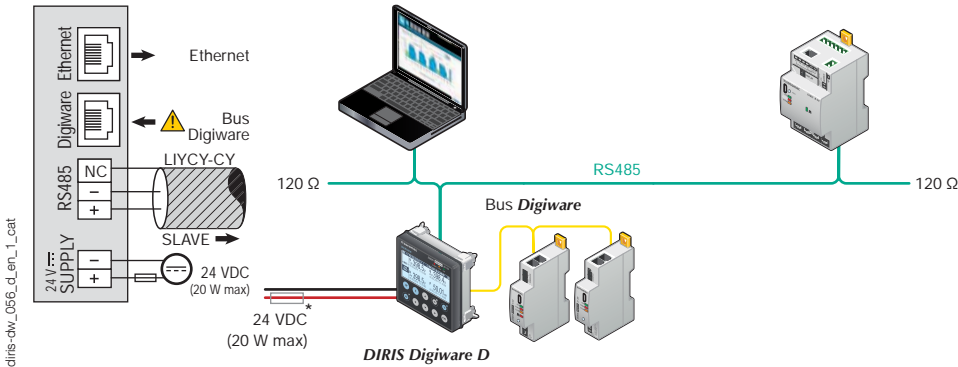 Ethernet
Ethernet
Digiware
Bus
Digiware
LIYCY-CY
RS485
NC
–
+
SLAVE
24 V
SUPPLY
–
+
24 VDC
(20 W max)
diris-dw_056_d_en_1_cat
RS485
120 Ω
120 Ω
Bus Digiware
24 VDC
(20 W max)
*
DIRIS Digiware D